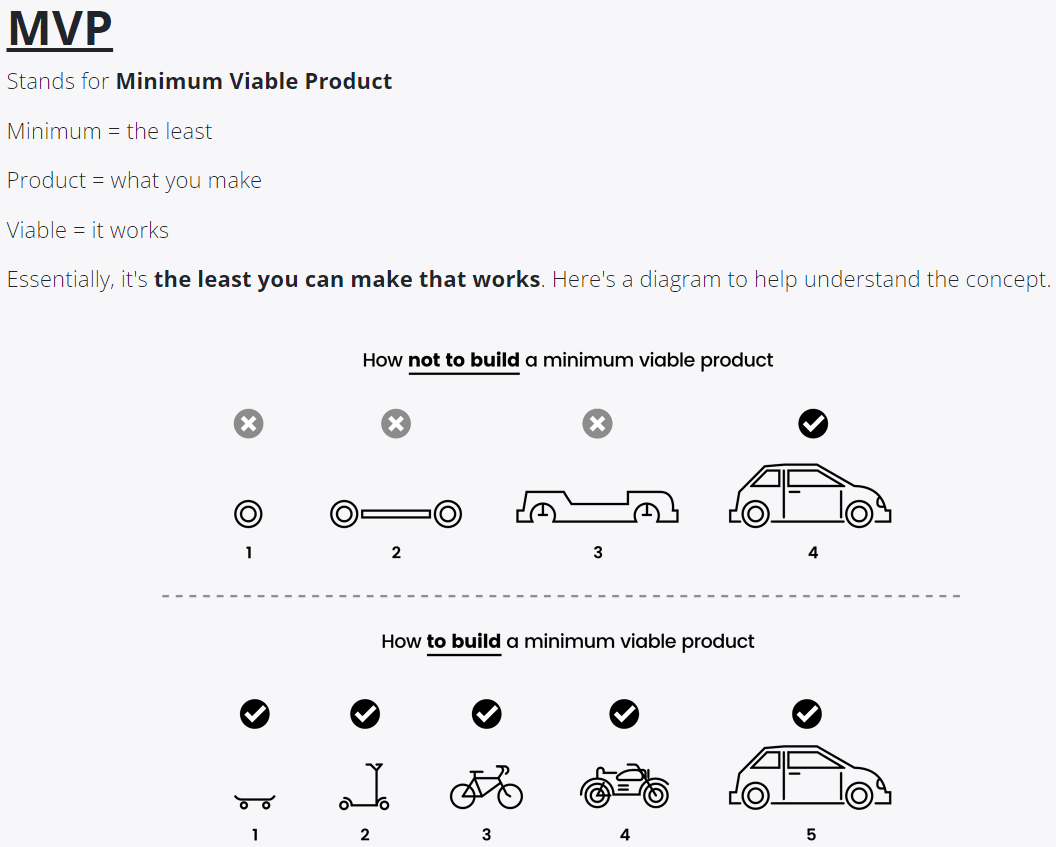 MVP
Stands for Minimum Viable Product
Minimum = the least
Product = what you make
Viable = it works
Essentially, it's the least you can make that works. Here's a diagram to help understand the concept.
How not to build a minimum viable product
1 2 3 4
How to build a minimum viable product
1 2 3 4 5